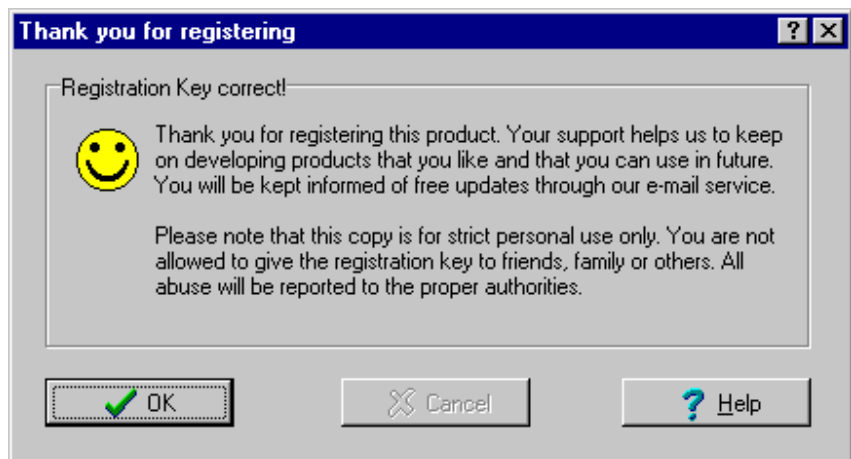 Thank you for registering
Registration Key correct!
Thank you for registering this product. Your support helps us to keep
on developing products that you like and that you can use in future.
You will be kept informed of free updates through our e-mail service.
Please note that this copy is for strict personal use only. You are not
allowed to give the registration key to friends, family or others. All
abuse will be reported to the proper authorities.
OK
Cancel
Help